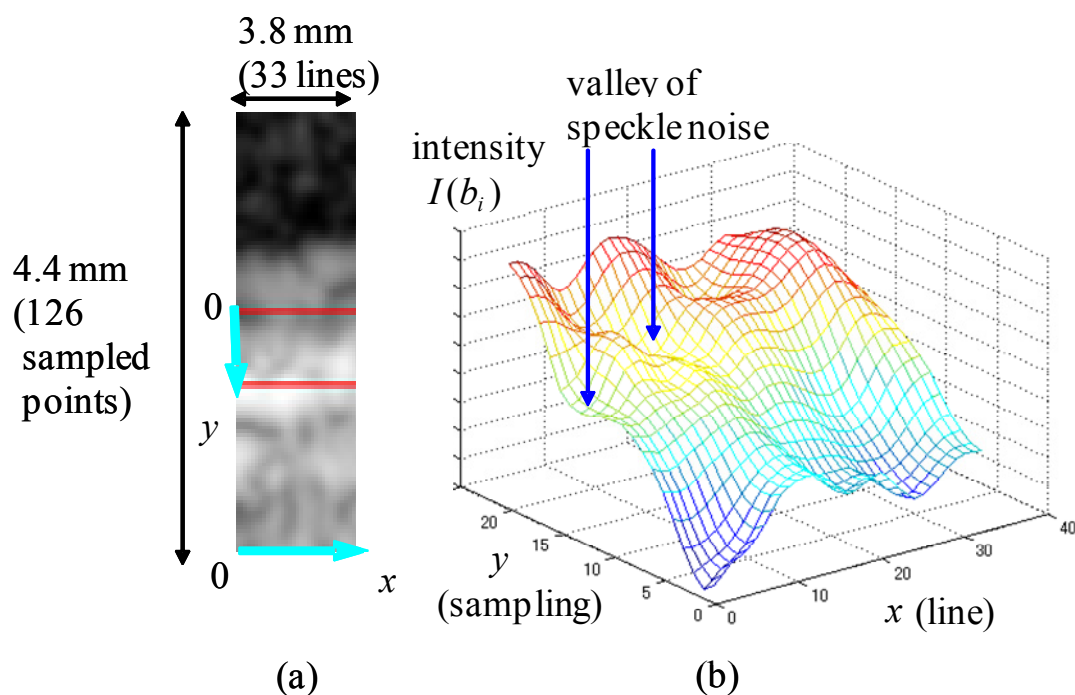 3.8 mm
(33 lines)
4.4 mm
(126
sampled
points)
0
y
0
x
(a)
valley of
speckle noise
intensity
I(b_i)
20
15
10
5
0
y
(sampling)
0
10
20
30
40
x (line)
(b)